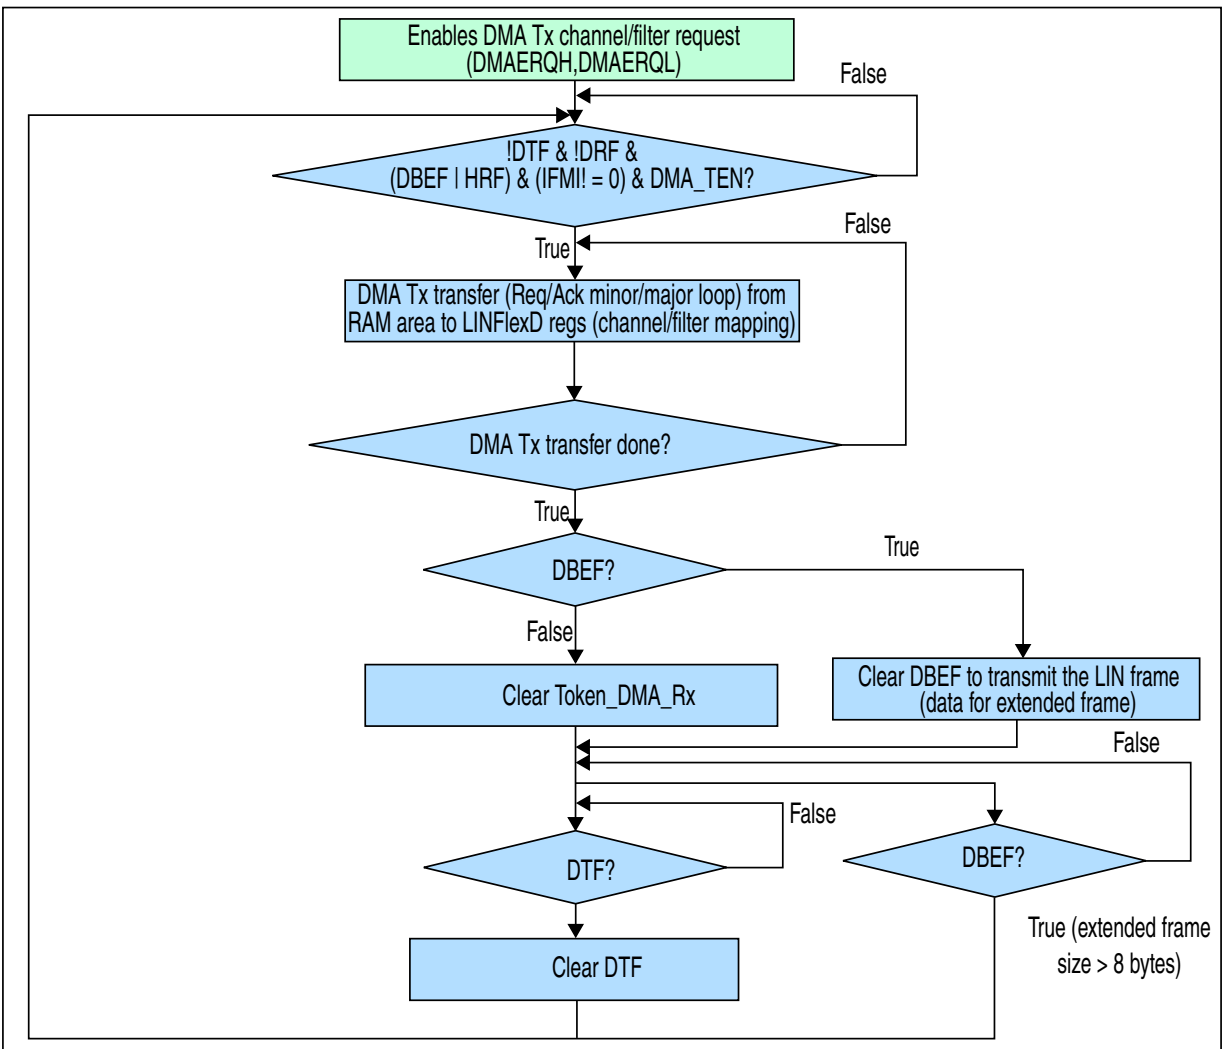 Enables DMA Tx channel/filter request
(DMAERQH,DMAERQL)
False
!DTF & !DRF &
(DBEF | HRF) & (IFMI! = 0) & DMA_TEN?
False
True
DMA Tx transfer (Req/Ack minor/major loop) from
RAM area to LINFlexD regs (channel/filter mapping)
DMA Tx transfer done?
True
True
DBEF?
False
Clear Token_DMA_Rx
Clear DBEF to transmit the LIN frame
(data for extended frame)
False
False
DTF?
DBEF?
True (extended frame
size > 8 bytes)
Clear DTF